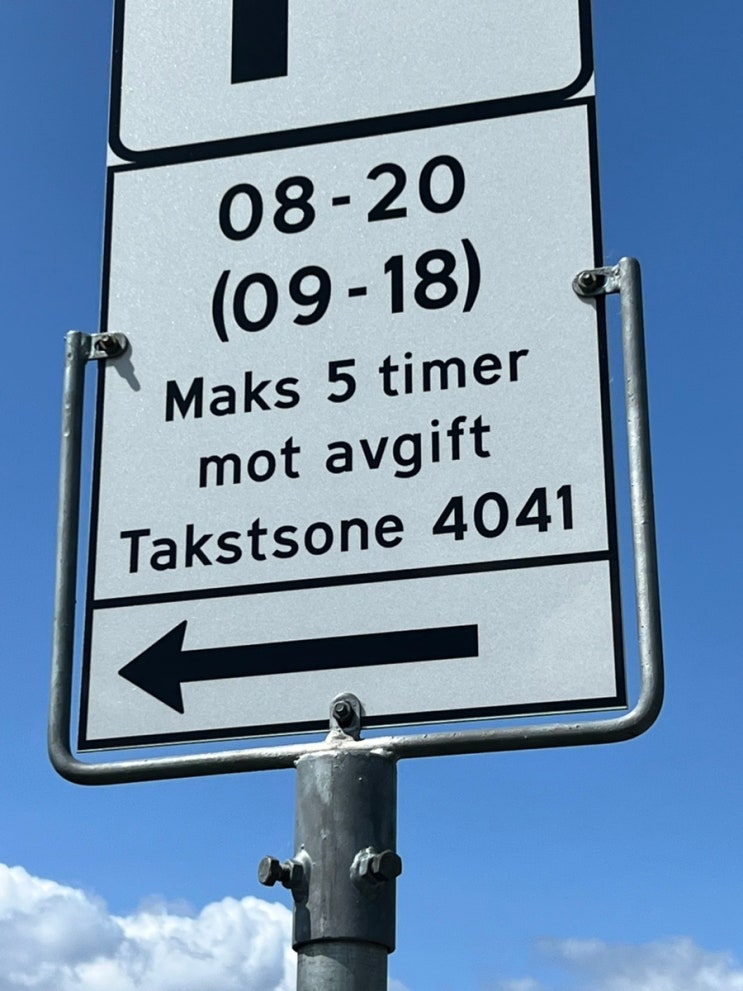 08-20
(09-18)
Maks 5 timer
mot avgift
Takstsone 4041